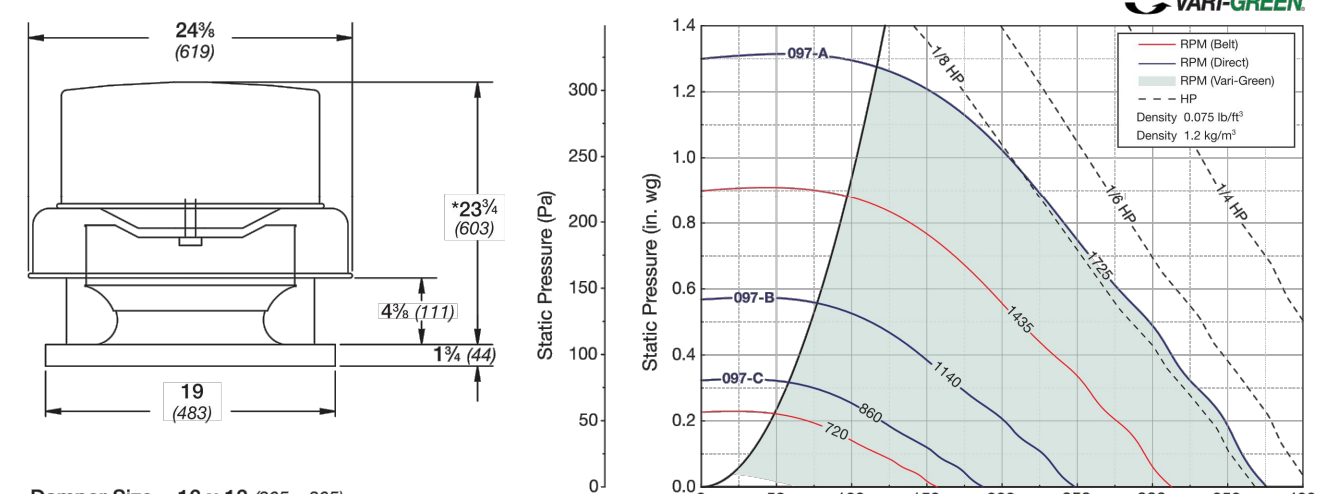 VARI-GREEN
24⅜
(619)
*23¾
(603)
4⅜ (111)
1¾ (44)
19
(483)
Static Pressure (Pa)
300
250
200
150
100
50
0
Static Pressure (in. wg)
1.4
1.2
1.0
0.8
0.6
0.4
0.2
0.0
097-A
097-B
097-C
1/8 HP
1/6 HP
1/4 HP
1725
1435
1140
860
720
RPM (Belt)
RPM (Direct)
RPM (Vari-Green)
HP
Density 0.075 lb/ft³
Density 1.2 kg/m³